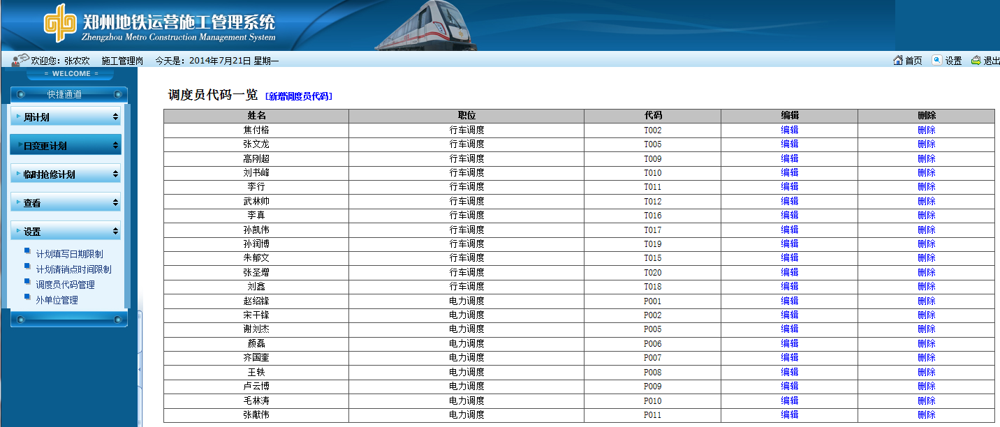 郑州地铁运营施工管理系统
Zhengzhou Metro Construction Management System
欢迎您：张农欢 施工管理岗 今天是：2014年7月21日 星期一 首页 设置 退出
= WELCOME =
快捷通道
周计划
日变更计划
临时抢修计划
查看
设置
计划填写日期限制
计划请销点时间限制
调度员代码管理
外单位管理
调度员代码一览 [新增调度员代码]
姓名 职位 代码 编辑 删除
焦付格 行车调度 T002 编辑 删除
张文龙 行车调度 T005 编辑 删除
高刚超 行车调度 T009 编辑 删除
刘书峰 行车调度 T010 编辑 删除
李行 行车调度 T011 编辑 删除
武林帅 行车调度 T012 编辑 删除
李真 行车调度 T016 编辑 删除
孙凯伟 行车调度 T017 编辑 删除
孙润博 行车调度 T019 编辑 删除
朱郁文 行车调度 T015 编辑 删除
张圣增 行车调度 T020 编辑 删除
刘鑫 行车调度 T018 编辑 删除
赵绍锋 电力调度 P001 编辑 删除
宋干锋 电力调度 P002 编辑 删除
谢刘杰 电力调度 P005 编辑 删除
颜磊 电力调度 P006 编辑 删除
齐国奎 电力调度 P007 编辑 删除
王轶 电力调度 P008 编辑 删除
卢云博 电力调度 P009 编辑 删除
毛林涛 电力调度 P010 编辑 删除
张献伟 电力调度 P011 编辑 删除